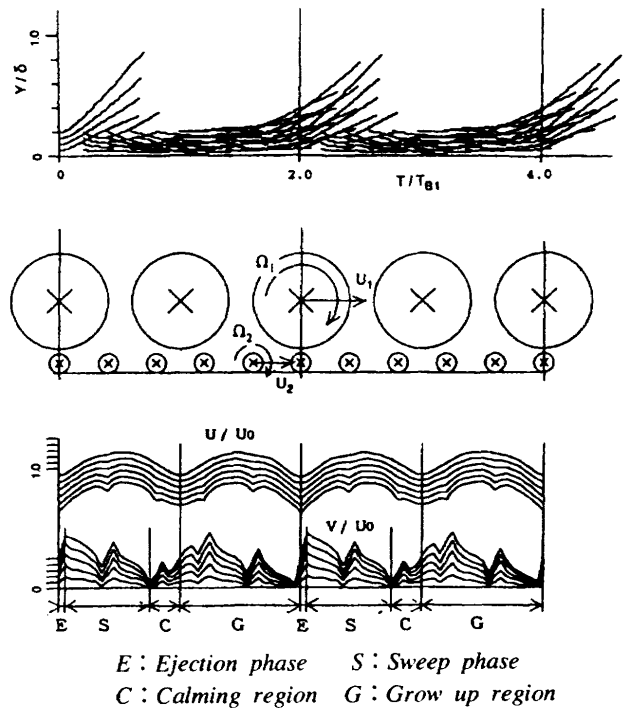 1.0
Y/δ
0
0
2.0
4.0
T/T_B1
Ω1
U1
Ω2
U2
U / U0
1.0
V / U0
0
E S C G E S C G
E : Ejection phase S : Sweep phase
C : Calming region G : Grow up region